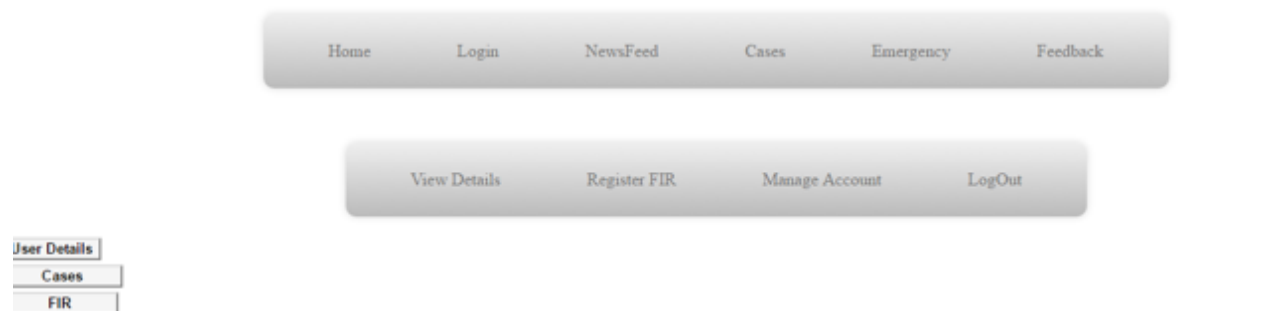 Home Login NewsFeed Cases Emergency Feedback
View Details Register FIR Manage Account LogOut
User Details
Cases
FIR